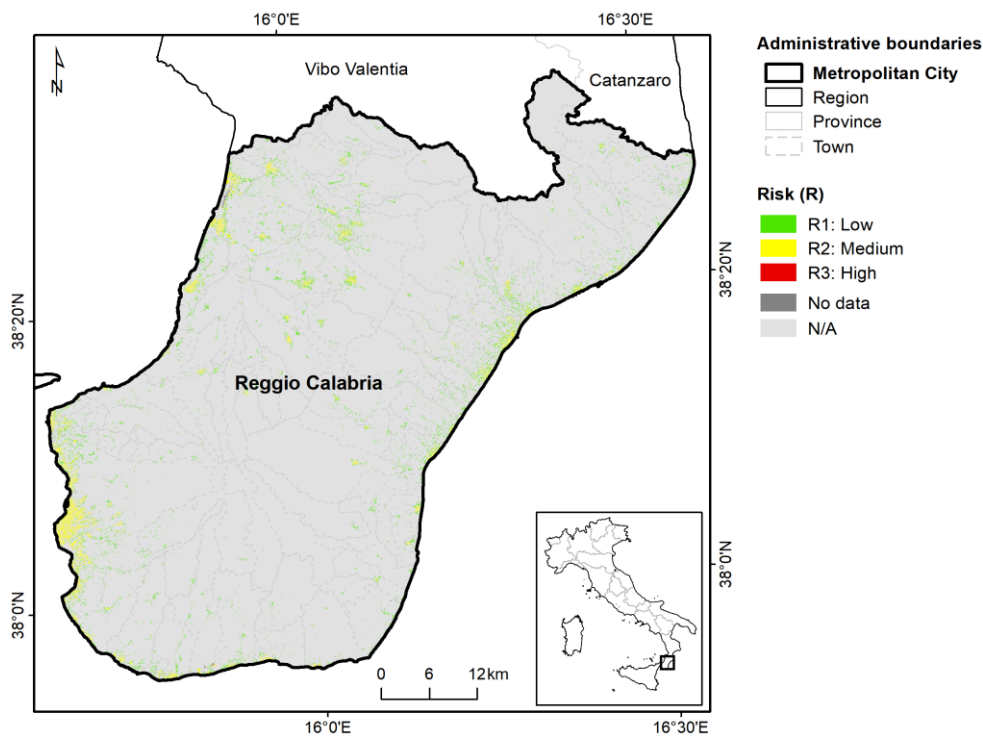 16°0'E
16°30'E
N
Vibo Valentia
Catanzaro
Reggio Calabria
38°20'N
38°0'N
38°20'N
38°0'N
0
6
12 km
16°0'E
16°30'E
Administrative boundaries
Metropolitan City
Region
Province
Town
Risk (R)
R1: Low
R2: Medium
R3: High
No data
N/A